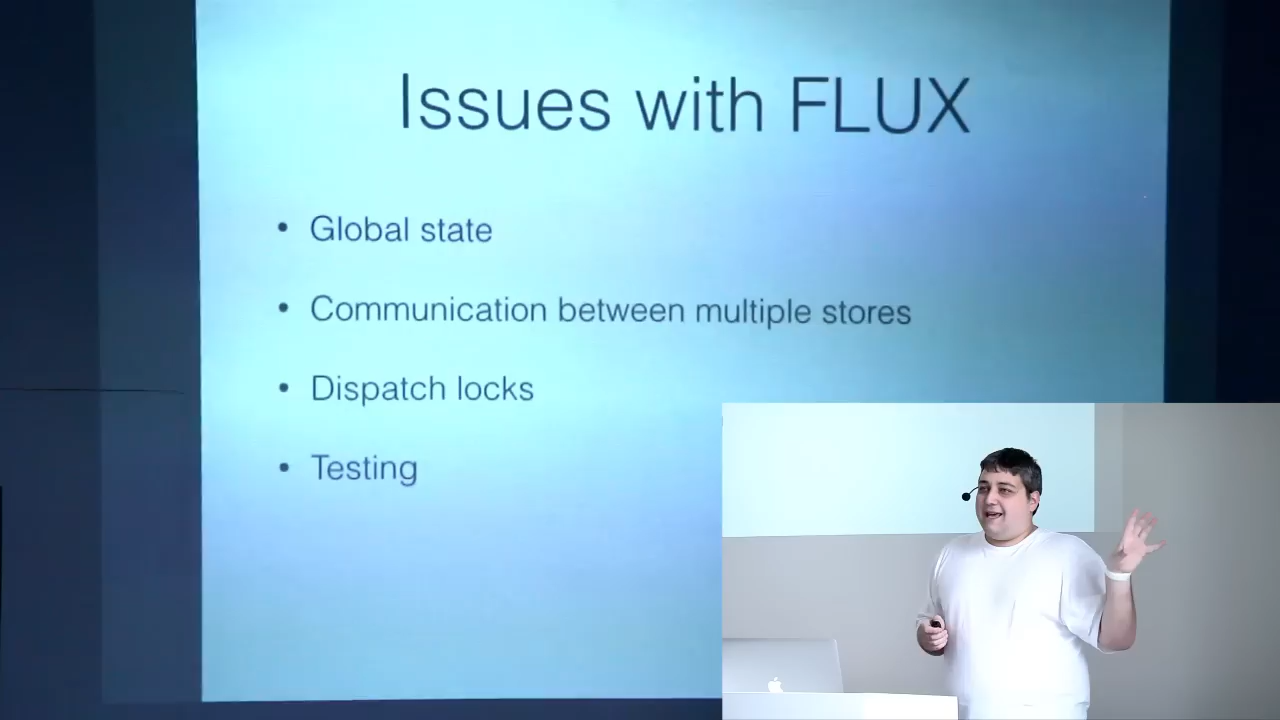 Issues with FLUX
• Global state
• Communication between multiple stores
• Dispatch locks
• Testing